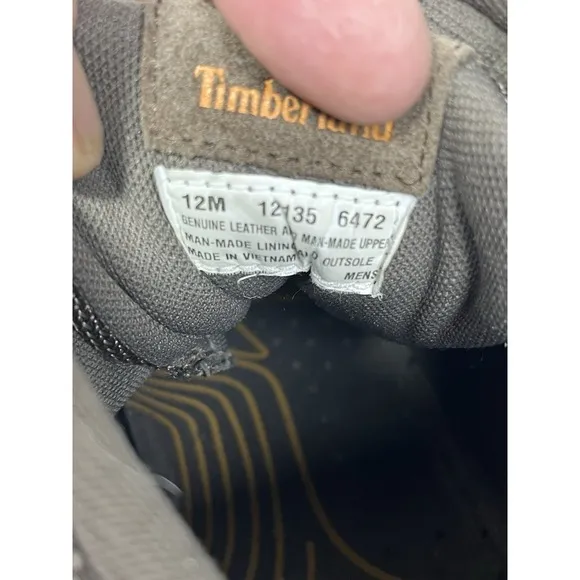 Timberland
12M 12135 6472
GENUINE LEATHER AND MAN-MADE UPPER
MAN-MADE LINING OUTSOLE
MADE IN VIETNAM
MENS